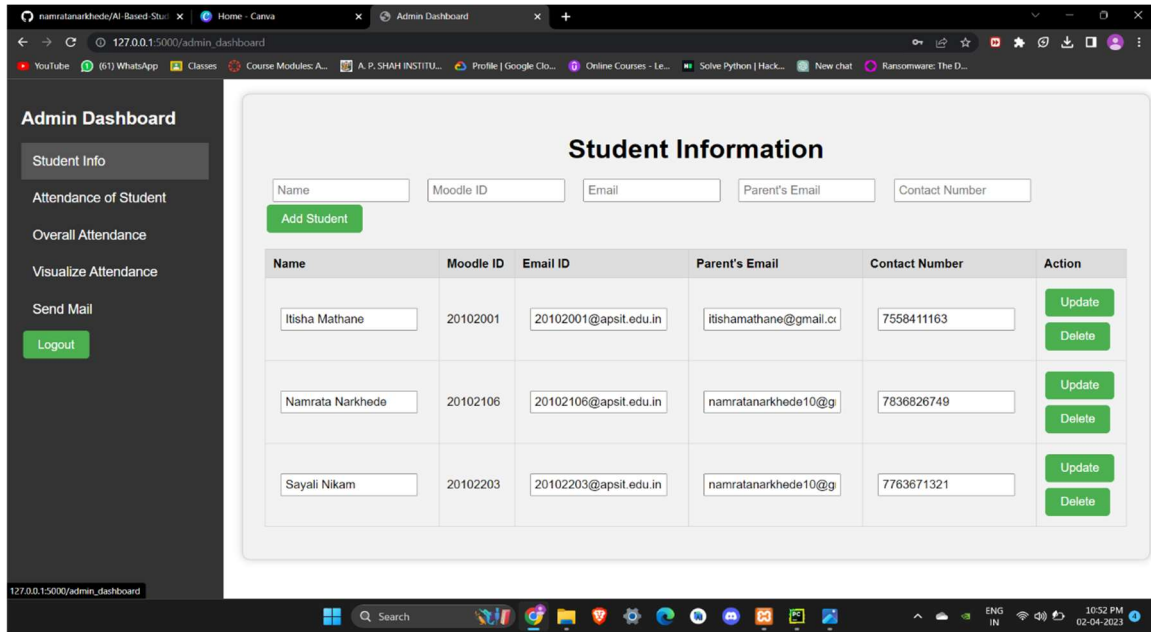 namratanarkhede/AI-Based-Stud Home - Canva Admin Dashboard
127.0.0.1:5000/admin_dashboard
YouTube (61) WhatsApp Classes Course Modules: A... A. P. SHAH INSTITU... Profile | Google Clo... Online Courses - Le... Solve Python | Hack... New chat Ransomware: The D...
Admin Dashboard
Student Info
Attendance of Student
Overall Attendance
Visualize Attendance
Send Mail
Logout
Student Information
Name Moodle ID Email Parent's Email Contact Number
Add Student
Name Moodle ID Email ID Parent's Email Contact Number Action
Itisha Mathane 20102001 20102001@apsit.edu.in itishamathane@gmail.co 7558411163 Update
Delete
Namrata Narkhede 20102106 20102106@apsit.edu.in namratanarkhede10@g 7836826749 Update
Delete
Sayali Nikam 20102203 20102203@apsit.edu.in namratanarkhede10@g 7763671321 Update
Delete
127.0.0.1:5000/admin_dashboard
Search ENG IN 10:52 PM 02-04-2023 4